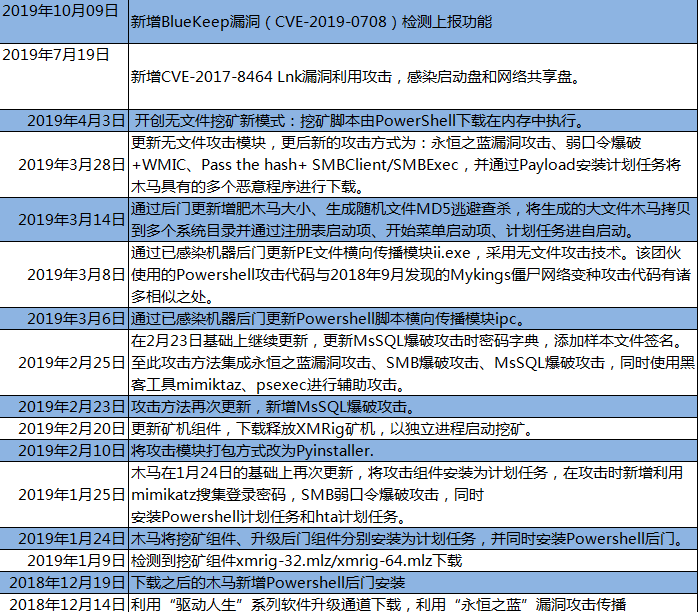 2019年10月09日
新增BlueKeep漏洞（CVE-2019-0708）检测上报功能
2019年7月19日
新增CVE-2017-8464 Lnk漏洞利用攻击，感染启动盘和网络共享盘。
2019年4月3日
开创无文件挖矿新模式：挖矿脚本由PowerShell下载在内存中执行。
2019年3月28日
更新无文件攻击模块，更后新的攻击方式为：永恒之蓝漏洞攻击、弱口令爆破
+WMIC、Pass the hash+ SMBClient/SMBExec，并通过Payload安装计划任务将
木马具有的多个恶意程序进行下载。
2019年3月14日
通过后门更新增肥木马大小、生成随机文件MD5逃避查杀，将生成的大文件木马拷贝
到多个系统目录并通过注册表启动项、开始菜单启动项、计划任务进自启动。
2019年3月8日
通过已感染机器后门更新PE文件横向传播模块ii.exe，采用无文件攻击技术。该团伙
使用的Powershell攻击代码与2018年9月发现的Mykings僵尸网络变种攻击代码有诸
多相似之处。
2019年3月6日
通过已感染机器后门更新Powershell脚本横向传播模块ipc。
2019年2月25日
在2月23日基础上继续更新，更新MsSQL爆破攻击时密码字典，添加样本文件签名。
至此攻击方法集成永恒之蓝漏洞攻击、SMB爆破攻击、MsSQL爆破攻击，同时使用黑
客工具mimiktaz、psexec进行辅助攻击。
2019年2月23日
攻击方法再次更新，新增MsSQL爆破攻击。
2019年2月20日
更新矿机组件，下载释放XMRig矿机，以独立进程启动挖矿。
2019年2月10日
将攻击模块打包方式改为Pyinstaller.
2019年1月25日
木马在1月24日的基础上再次更新，将攻击组件安装为计划任务，在攻击时新增利用
mimikatz搜集登录密码，SMB弱口令爆破攻击，同时
安装Powershell计划任务和hta计划任务。
2019年1月24日
木马将挖矿组件、升级后门组件分别安装为计划任务，并同时安装Powershell后门。
2019年1月9日
检测到挖矿组件xmrig-32.mlz/xmrig-64.mlz下载
2018年12月19日
下载之后的木马新增Powershell后门安装
2018年12月14日
利用“驱动人生”系列软件升级通道下载，利用“永恒之蓝”漏洞攻击传播